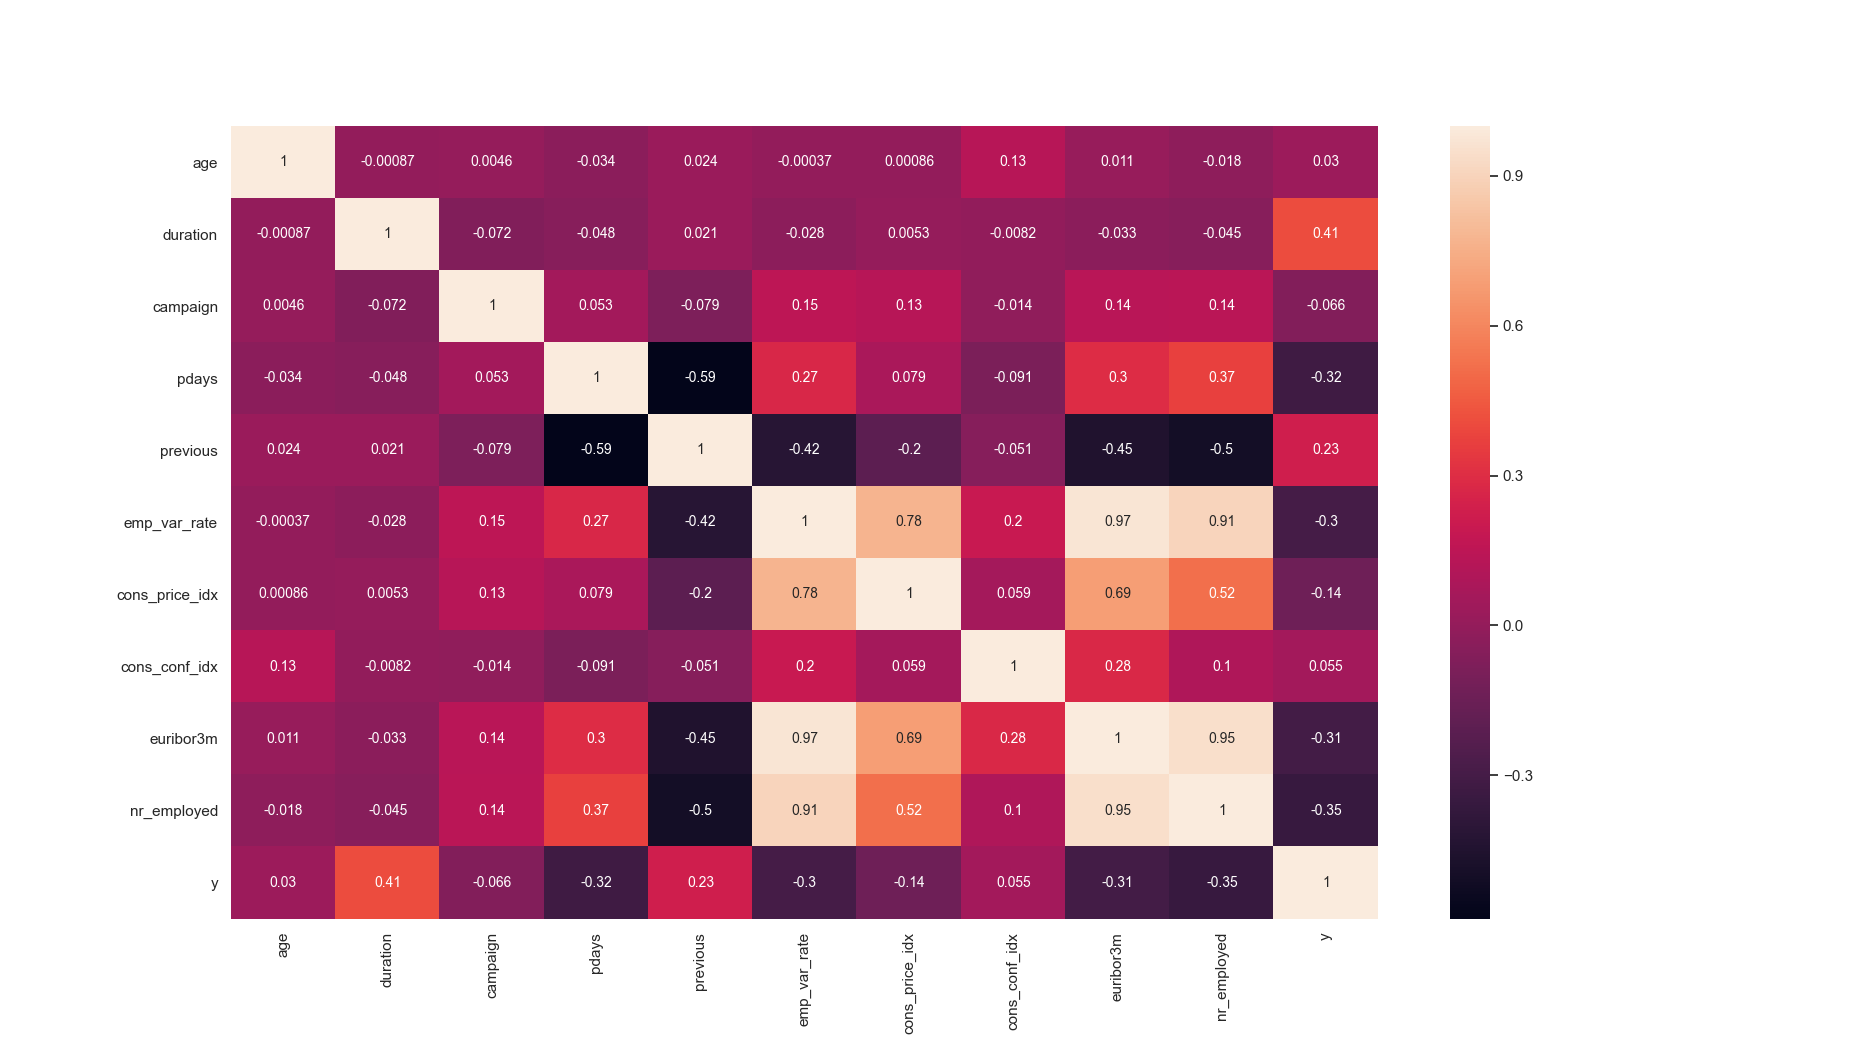 age 1 -0.00087 0.0046 -0.034 0.024 -0.00037 0.00086 0.13 0.011 -0.018 0.03
duration -0.00087 1 -0.072 -0.048 0.021 -0.028 0.0053 -0.0082 -0.033 -0.045 0.41
campaign 0.0046 -0.072 1 0.053 -0.079 0.15 0.13 -0.014 0.14 0.14 -0.066
pdays -0.034 -0.048 0.053 1 -0.59 0.27 0.079 -0.091 0.3 0.37 -0.32
previous 0.024 0.021 -0.079 -0.59 1 -0.42 -0.2 -0.051 -0.45 -0.5 0.23
emp_var_rate -0.00037 -0.028 0.15 0.27 -0.42 1 0.78 0.2 0.97 0.91 -0.3
cons_price_idx 0.00086 0.0053 0.13 0.079 -0.2 0.78 1 0.059 0.69 0.52 -0.14
cons_conf_idx 0.13 -0.0082 -0.014 -0.091 -0.051 0.2 0.059 1 0.28 0.1 0.055
euribor3m 0.011 -0.033 0.14 0.3 -0.45 0.97 0.69 0.28 1 0.95 -0.31
nr_employed -0.018 -0.045 0.14 0.37 -0.5 0.91 0.52 0.1 0.95 1 -0.35
y 0.03 0.41 -0.066 -0.32 0.23 -0.3 -0.14 0.055 -0.31 -0.35 1
age duration campaign pdays previous emp_var_rate cons_price_idx cons_conf_idx euribor3m nr_employed y
0.9
0.6
0.3
0.0
−0.3